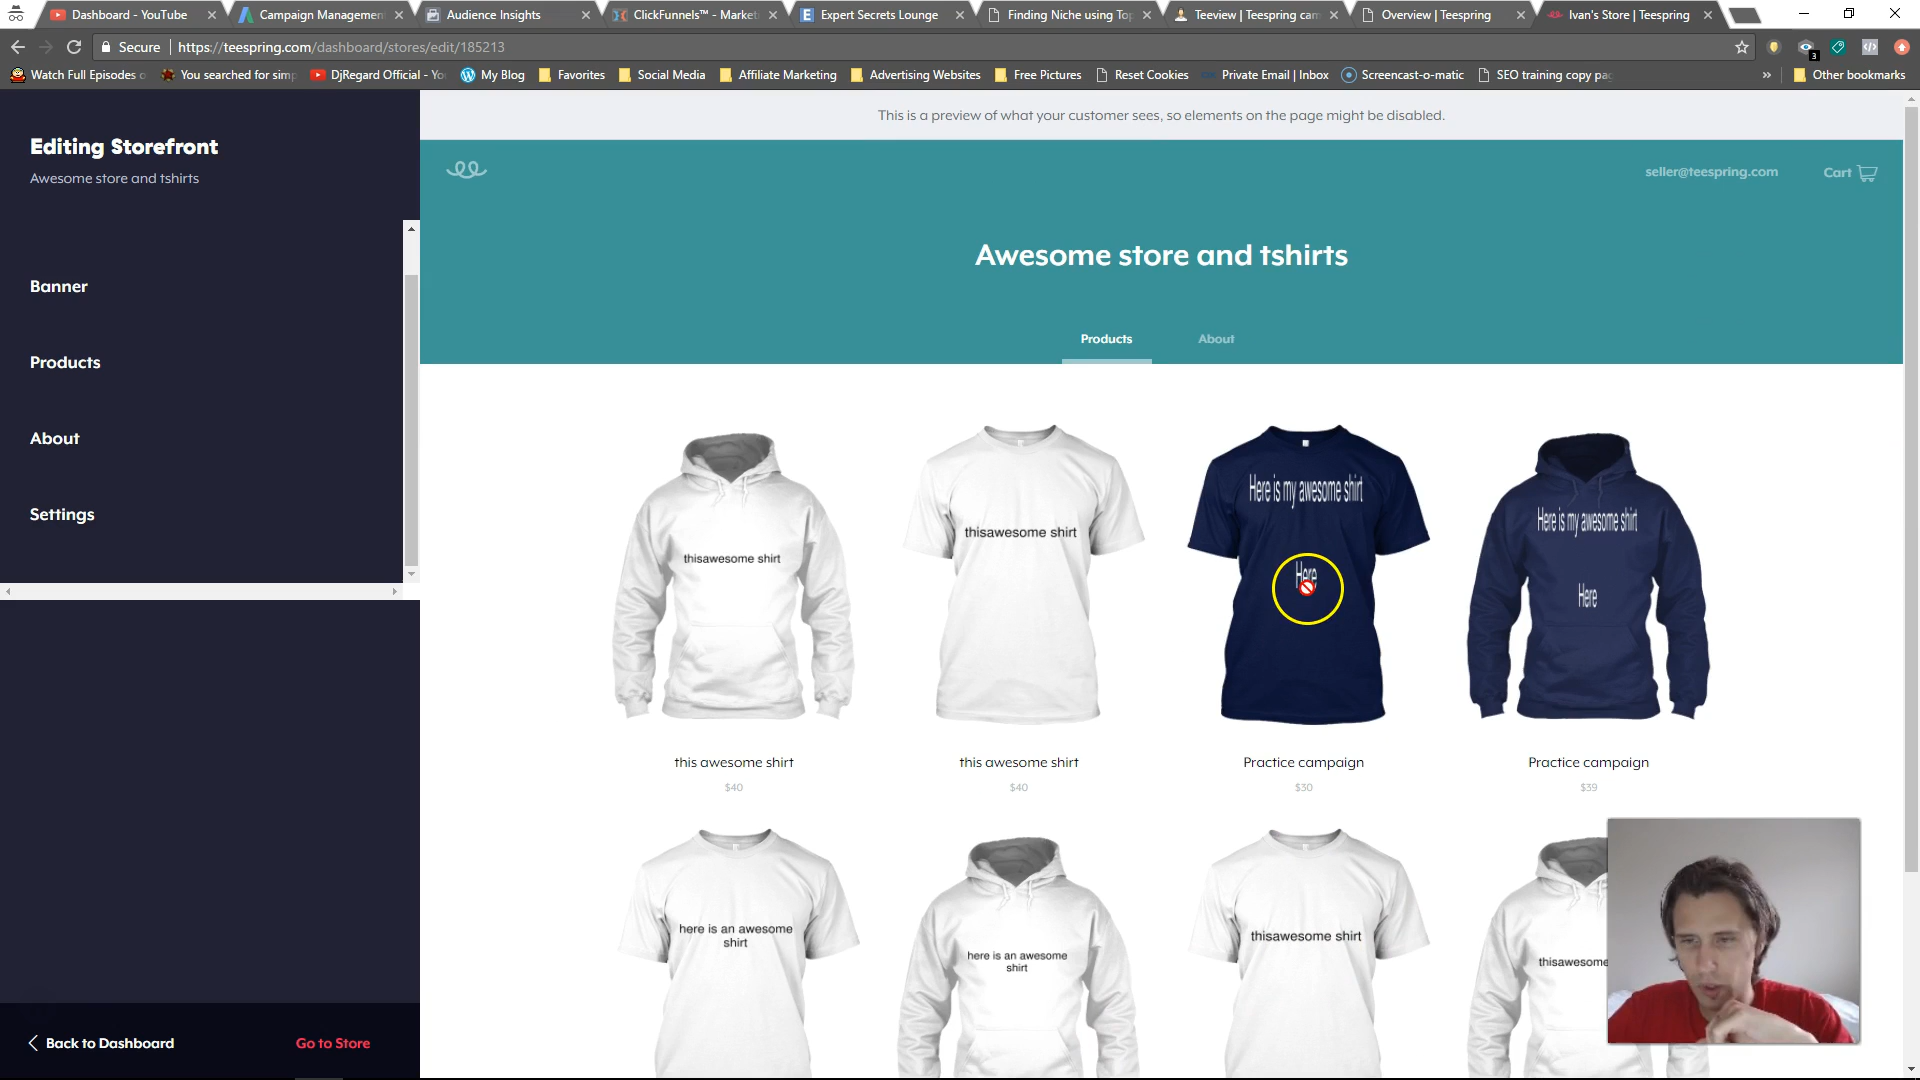 Dashboard - YouTube
Campaign Management
Audience Insights
ClickFunnels™ - Market
Expert Secrets Lounge
Finding Niche using Top
Teeview | Teespring cam
Overview | Teespring
Ivan's Store | Teespring
Secure
https://teespring.com/dashboard/stores/edit/185213
3
Watch Full Episodes o
You searched for simp
DjRegard Official - Yo
My Blog
Favorites
Social Media
Affiliate Marketing
Advertising Websites
Free Pictures
Reset Cookies
Private Email | Inbox
Screencast-o-matic
SEO training copy pag
»
Other bookmarks
Editing Storefront
Awesome store and tshirts
Banner
Products
About
Settings
Back to Dashboard
Go to Store
This is a preview of what your customer sees, so elements on the page might be disabled.
seller@teespring.com
Cart
Awesome store and tshirts
Products
About
thisawesome shirt
thisawesome shirt
Here is my awesome shirt
Here
Here is my awesome shirt
Here
this awesome shirt
$40
this awesome shirt
$40
Practice campaign
$30
Practice campaign
$39
here is an awesome
shirt
here is an awesome
shirt
thisawesome shirt
thisawesome